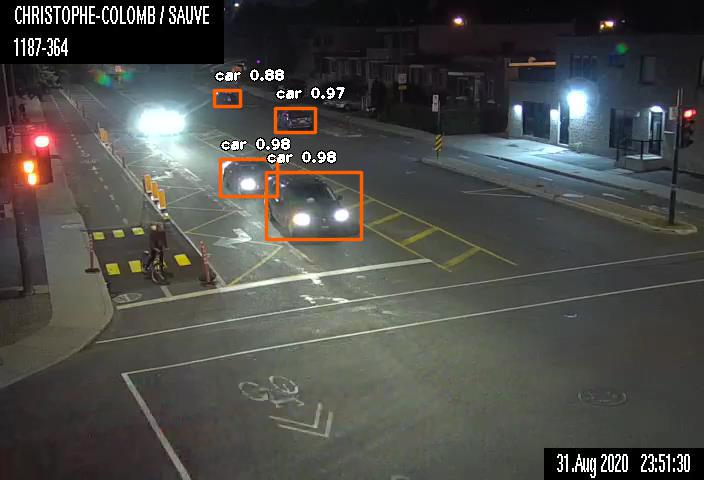 CHRISTOPHE-COLOMB / SAUVE
1187-364
car 0.88
car 0.97
car 0.98
car 0.98
31.Aug 2020 23:51:30